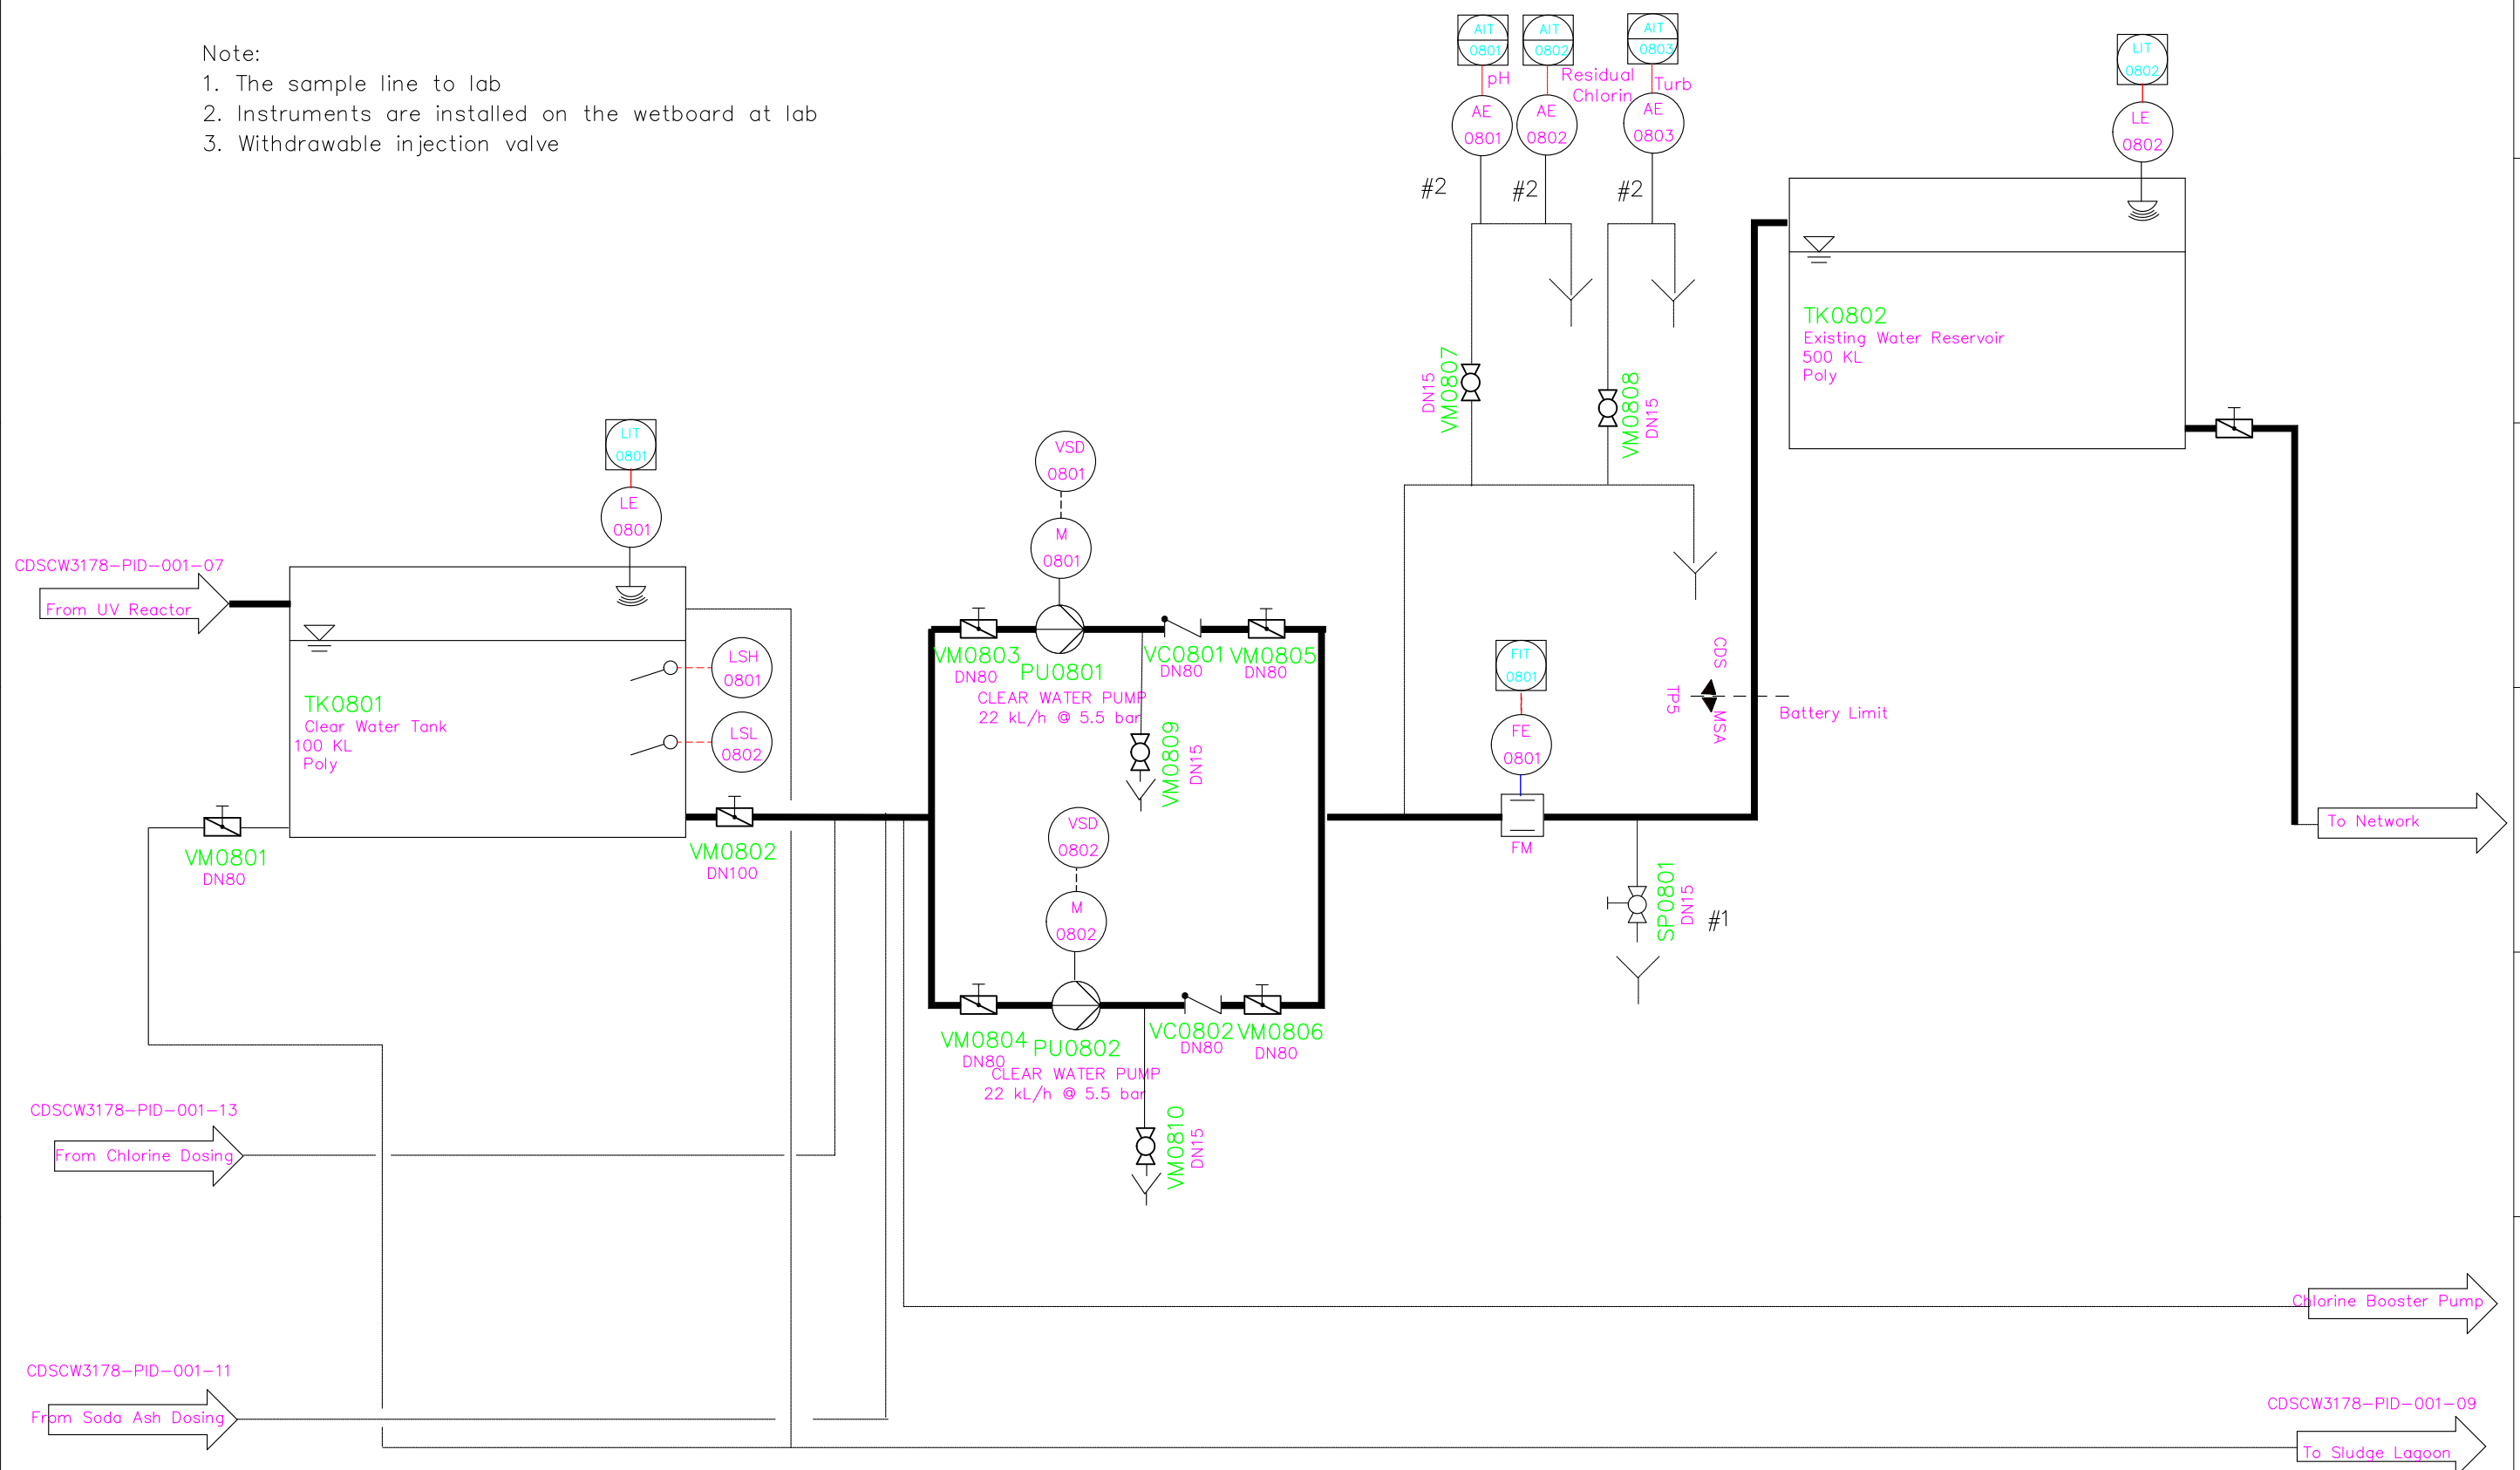 Note:
1. The sample line to lab
2. Instruments are installed on the wetboard at lab
3. Withdrawable injection valve
AIT
0801
AIT
0802
AIT
0803
pH
Residual
Chlorin
Turb
AE
0801
AE
0802
AE
0803
#2
#2
#2
LIT
0802
LE
0802
TK0802
Existing Water Reservoir
500 KL
Poly
VM0807
DN15
VM0808
DN15
LIT
0801
LE
0801
CDSCW3178-PID-001-07
From UV Reactor
TK0801
Clear Water Tank
100 KL
Poly
LSH
0801
LSL
0802
VM0801
DN80
VM0802
DN100
VSD
0801
M
0801
VM0803
DN80
PU0801
CLEAR WATER PUMP
22 kL/h @ 5.5 bar
VC0801
DN80
VM0805
DN80
VM0809
DN15
VSD
0802
M
0802
VM0804
DN80
PU0802
CLEAR WATER PUMP
22 kL/h @ 5.5 bar
VC0802
DN80
VM0806
DN80
VM0810
DN15
FIT
0801
FE
0801
FM
SP0801
DN15
#1
TP5
CDS
MSA
Battery Limit
To Network
CDSCW3178-PID-001-13
From Chlorine Dosing
Chlorine Booster Pump
CDSCW3178-PID-001-11
From Soda Ash Dosing
CDSCW3178-PID-001-09
To Sludge Lagoon